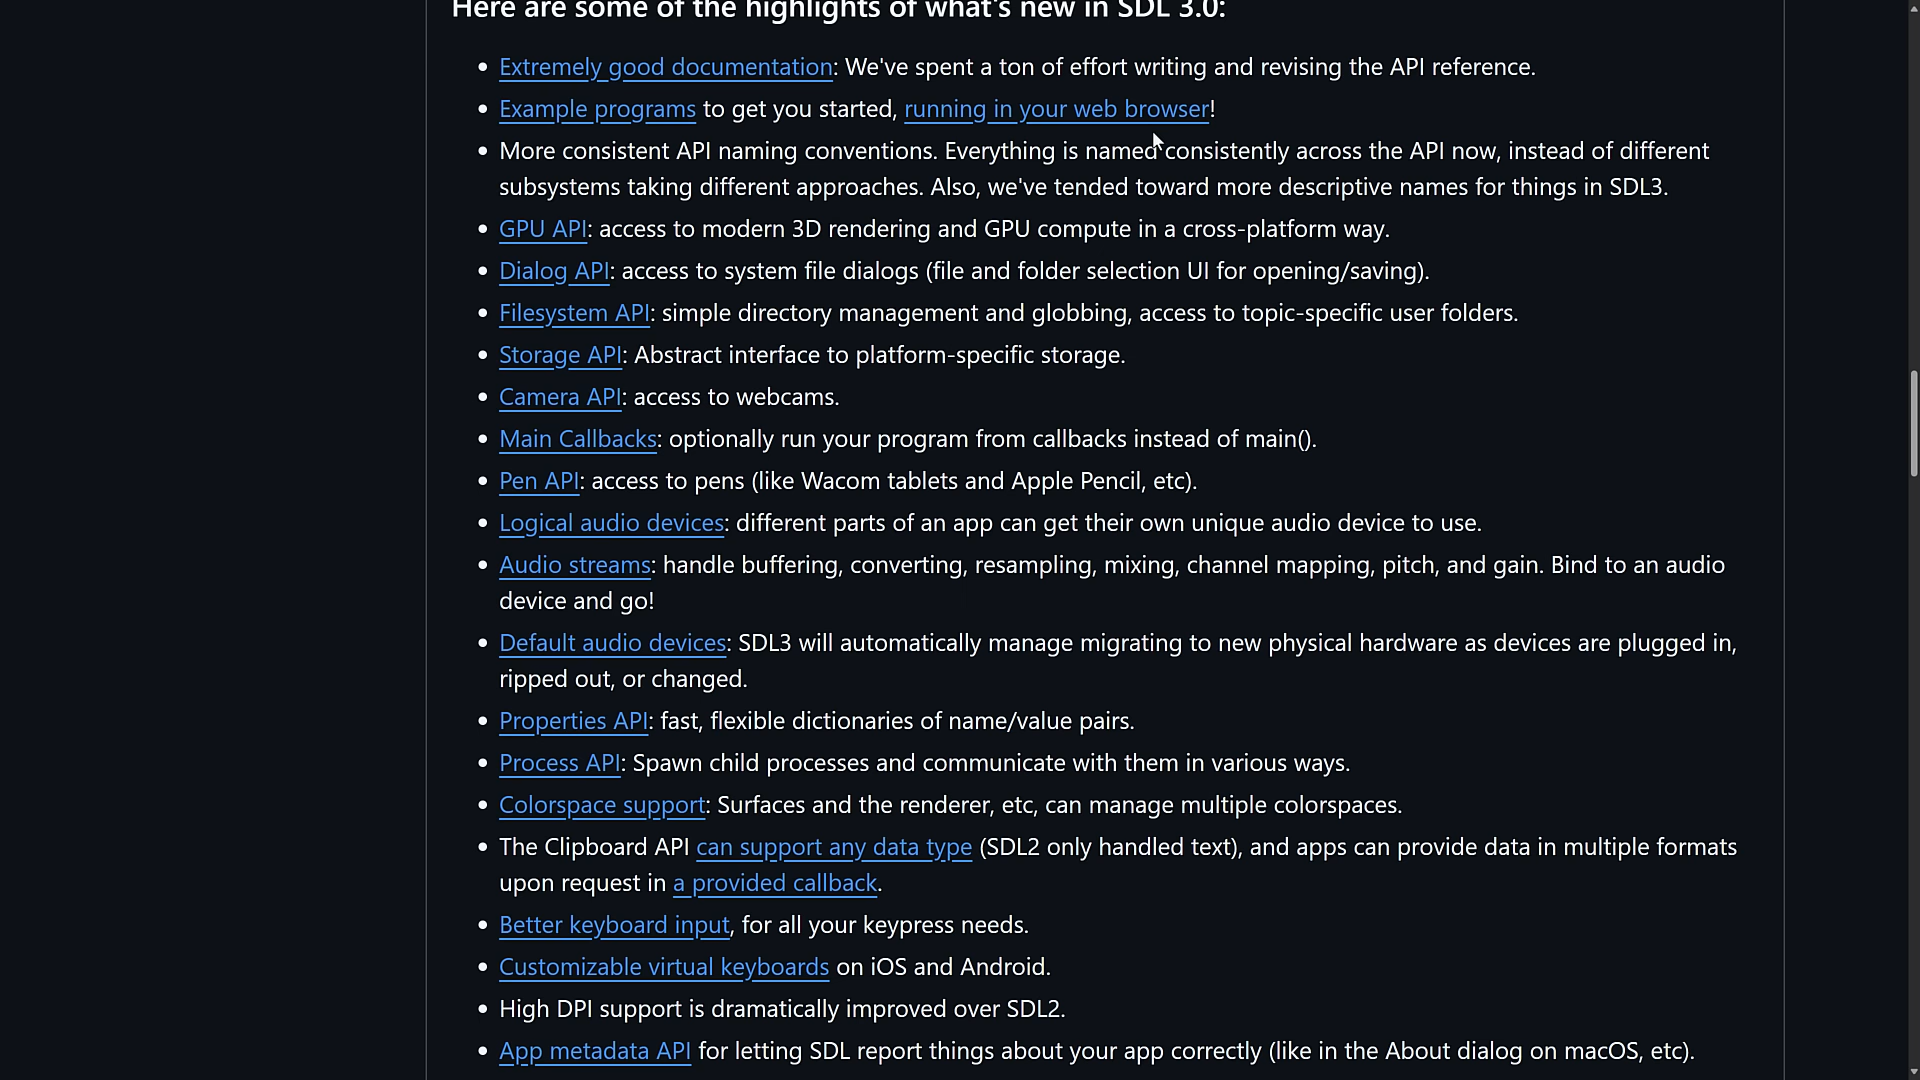 Here are some of the highlights of what's new in SDL 3.0:
• Extremely good documentation: We've spent a ton of effort writing and revising the API reference.
• Example programs to get you started, running in your web browser!
• More consistent API naming conventions. Everything is named consistently across the API now, instead of different
subsystems taking different approaches. Also, we've tended toward more descriptive names for things in SDL3.
• GPU API: access to modern 3D rendering and GPU compute in a cross-platform way.
• Dialog API: access to system file dialogs (file and folder selection UI for opening/saving).
• Filesystem API: simple directory management and globbing, access to topic-specific user folders.
• Storage API: Abstract interface to platform-specific storage.
• Camera API: access to webcams.
• Main Callbacks: optionally run your program from callbacks instead of main().
• Pen API: access to pens (like Wacom tablets and Apple Pencil, etc).
• Logical audio devices: different parts of an app can get their own unique audio device to use.
• Audio streams: handle buffering, converting, resampling, mixing, channel mapping, pitch, and gain. Bind to an audio
device and go!
• Default audio devices: SDL3 will automatically manage migrating to new physical hardware as devices are plugged in,
ripped out, or changed.
• Properties API: fast, flexible dictionaries of name/value pairs.
• Process API: Spawn child processes and communicate with them in various ways.
• Colorspace support: Surfaces and the renderer, etc, can manage multiple colorspaces.
• The Clipboard API can support any data type (SDL2 only handled text), and apps can provide data in multiple formats
upon request in a provided callback.
• Better keyboard input, for all your keypress needs.
• Customizable virtual keyboards on iOS and Android.
• High DPI support is dramatically improved over SDL2.
• App metadata API for letting SDL report things about your app correctly (like in the About dialog on macOS, etc).